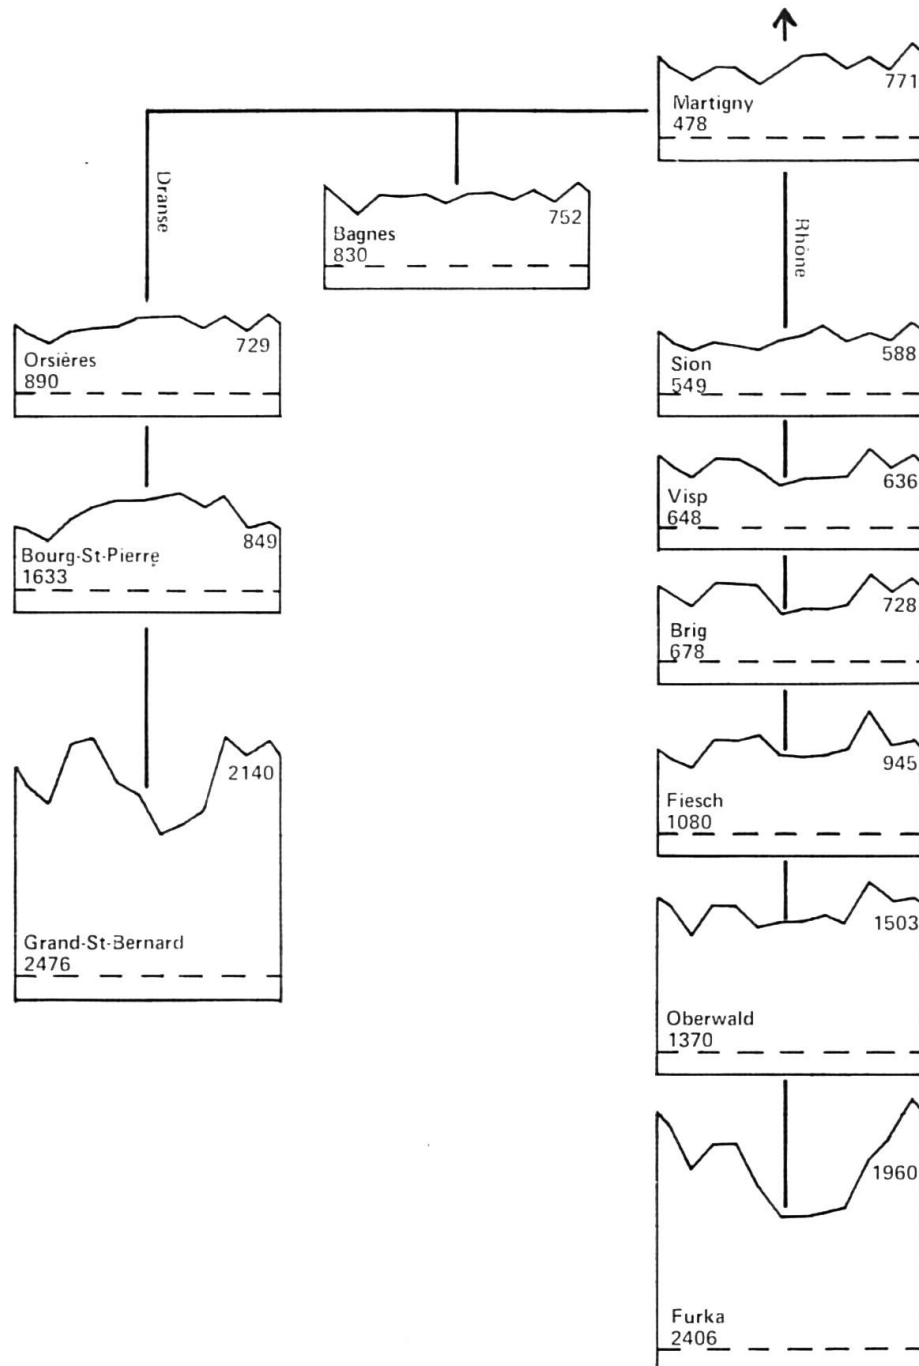 771
Martigny
478
Dranse
Rhône
752
Bagnes
830
729
Orsières
890
588
Sion
549
636
Visp
648
849
Bourg-St-Pierre
1633
728
Brig
678
2140
Grand-St-Bernard
2476
945
Fiesch
1080
1503
Oberwald
1370
1960
Furka
2406